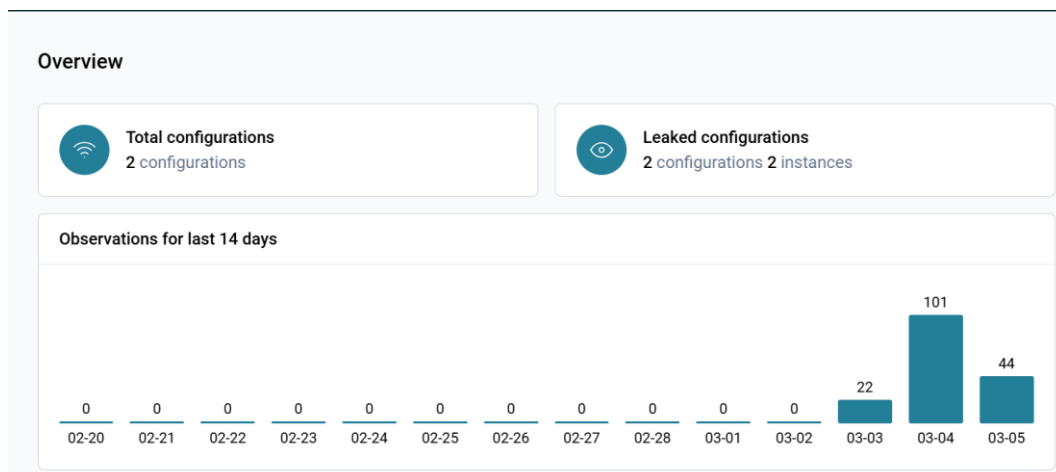 Overview
Total configurations
2 configurations
Leaked configurations
2 configurations 2 instances
Observations for last 14 days
101
44
22
0 0 0 0 0 0 0 0 0 0 0
02-20 02-21 02-22 02-23 02-24 02-25 02-26 02-27 02-28 03-01 03-02 03-03 03-04 03-05